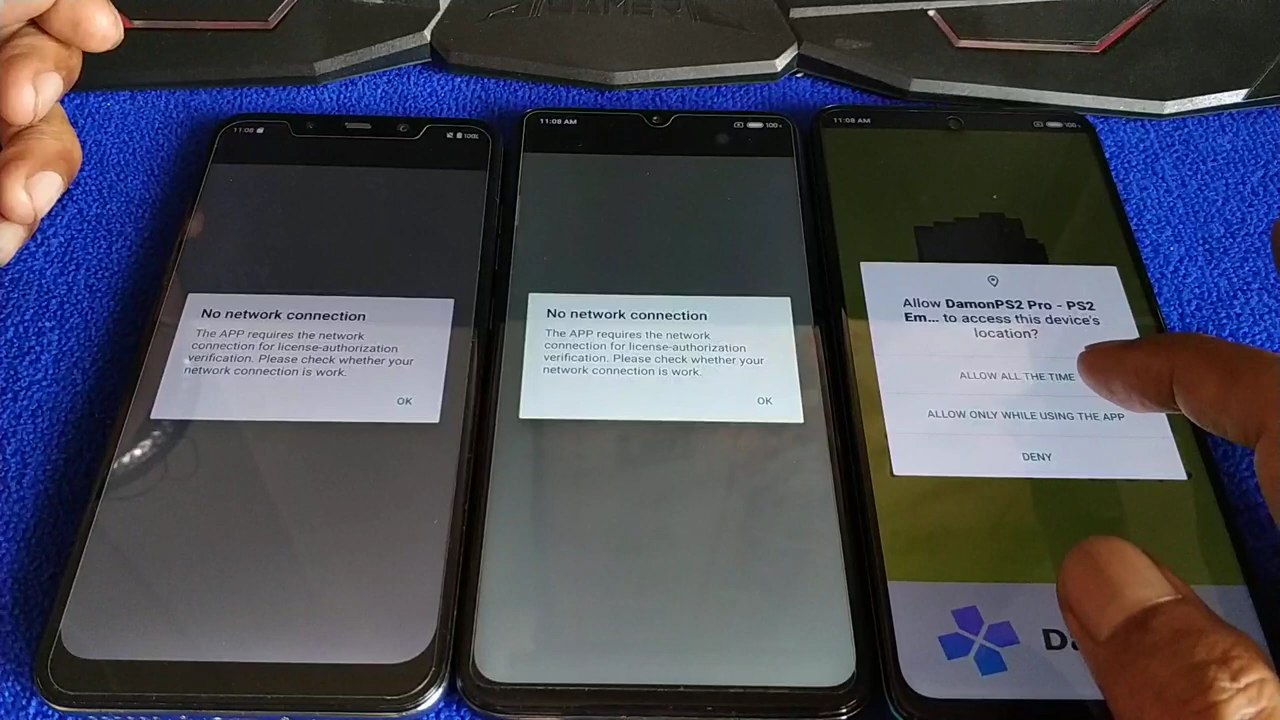 11:08
100%
No network connection
The APP requires the network
connection for license-authorization
verification. Please check whether your
network connection is work.
OK
11:08 AM
100
No network connection
The APP requires the network
connection for license-authorization
verification. Please check whether your
network connection is work.
OK
11:08 AM
100
Allow DamonPS2 Pro - PS2
Em... to access this device's
location?
ALLOW ALL THE TIME
ALLOW ONLY WHILE USING THE APP
DENY